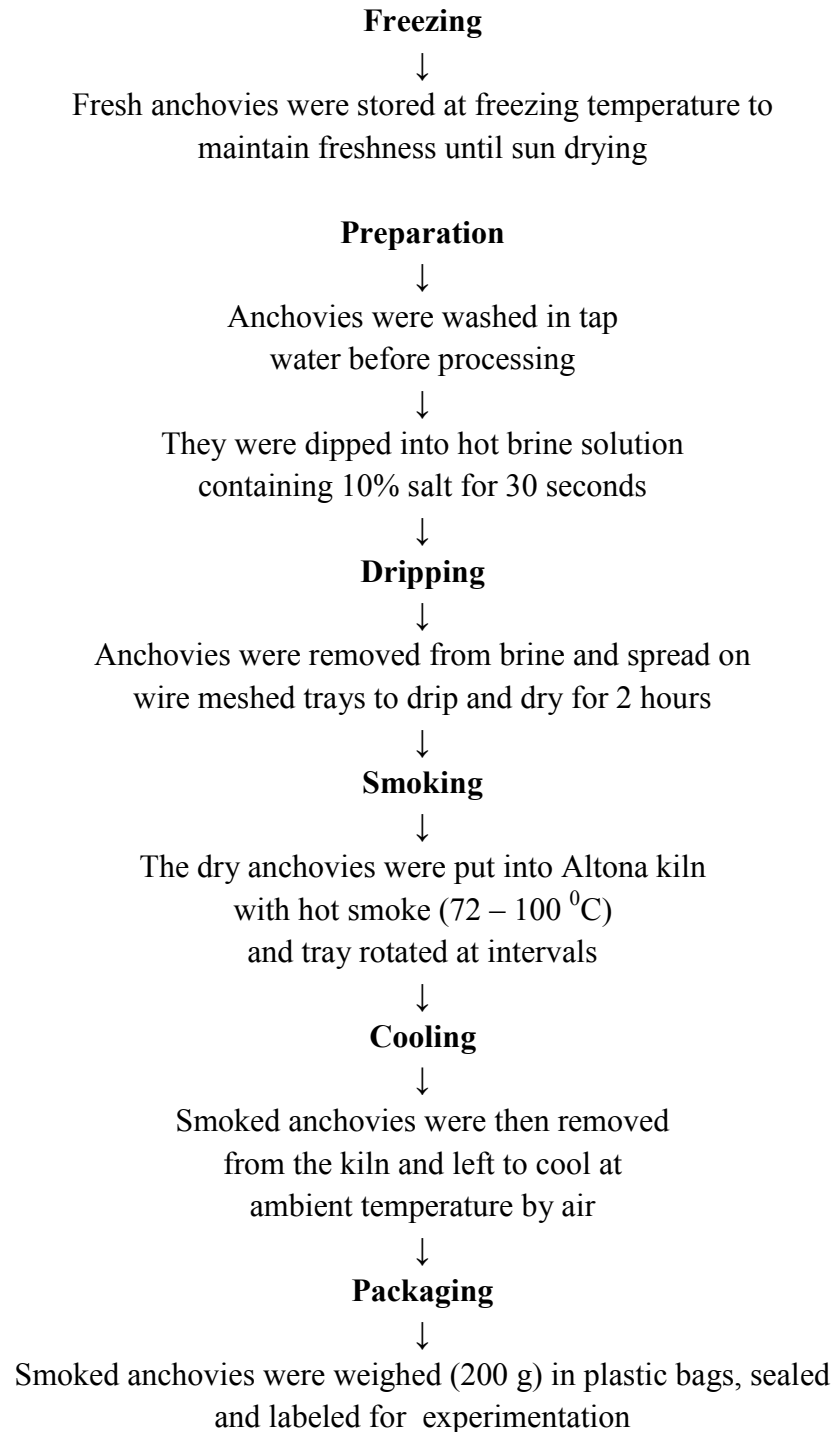 Freezing
↓
Fresh anchovies were stored at freezing temperature to
maintain freshness until sun drying
Preparation
↓
Anchovies were washed in tap
water before processing
↓
They were dipped into hot brine solution
containing 10% salt for 30 seconds
↓
Dripping
↓
Anchovies were removed from brine and spread on
wire meshed trays to drip and dry for 2 hours
↓
Smoking
↓
The dry anchovies were put into Altona kiln
with hot smoke (72 – 100 ⁰C)
and tray rotated at intervals
↓
Cooling
↓
Smoked anchovies were then removed
from the kiln and left to cool at
ambient temperature by air
↓
Packaging
↓
Smoked anchovies were weighed (200 g) in plastic bags, sealed
and labeled for experimentation